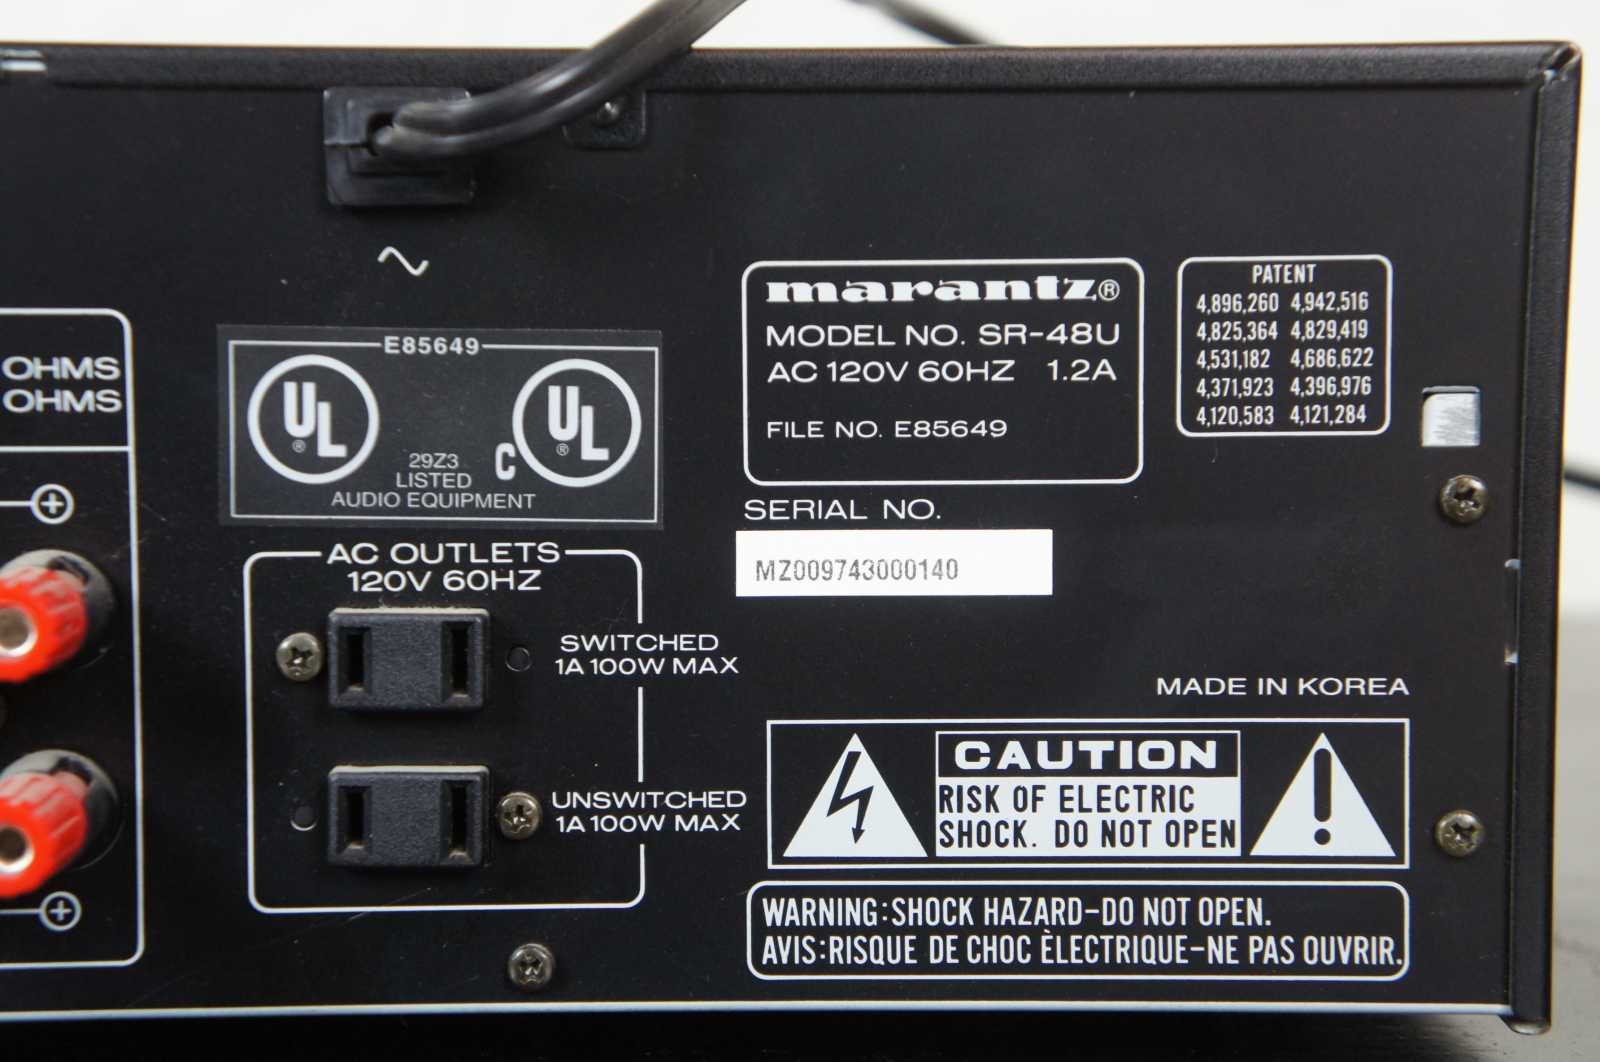 OHMS
OHMS
E85649
UL
®
C
UL
®
29Z3
LISTED
AUDIO EQUIPMENT
AC OUTLETS
120V 60HZ
SWITCHED
1A 100W MAX
UNSWITCHED
1A 100W MAX
marantz®
MODEL NO. SR-48U
AC 120V 60HZ 1.2A
FILE NO. E85649
PATENT
4,896,260 4,942,516
4,825,364 4,829,419
4,531,182 4,686,622
4,371,923 4,396,976
4,120,583 4,121,284
SERIAL NO.
MZ009743000140
MADE IN KOREA
CAUTION
RISK OF ELECTRIC
SHOCK. DO NOT OPEN
WARNING:SHOCK HAZARD-DO NOT OPEN.
AVIS:RISQUE DE CHOC ÈLECTRIQUE-NE PAS OUVRIR.